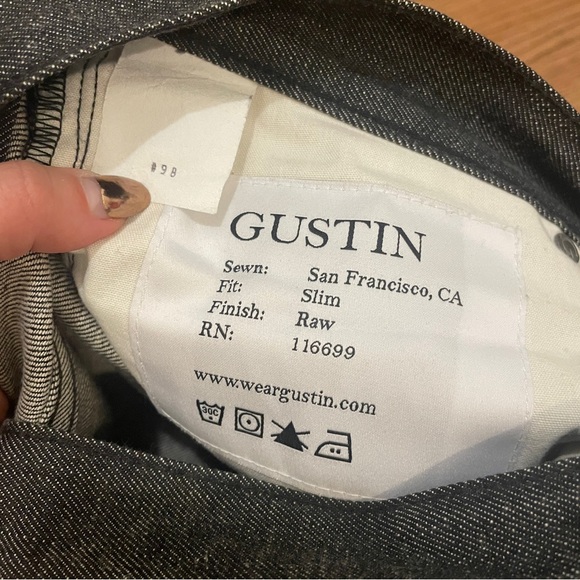 #98
GUSTIN
Sewn: San Francisco, CA
Fit: Slim
Finish: Raw
RN: 116699
www.weargustin.com
30C